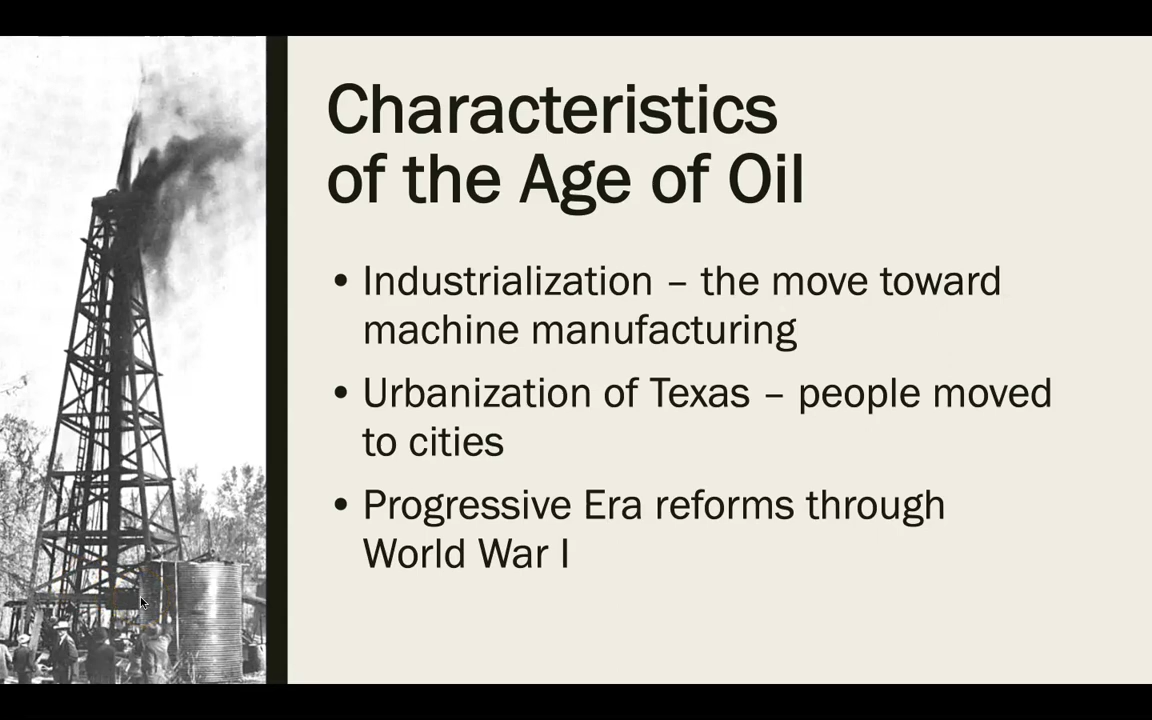 Characteristics
of the Age of Oil
• Industrialization – the move toward
machine manufacturing
• Urbanization of Texas – people moved
to cities
• Progressive Era reforms through
World War I